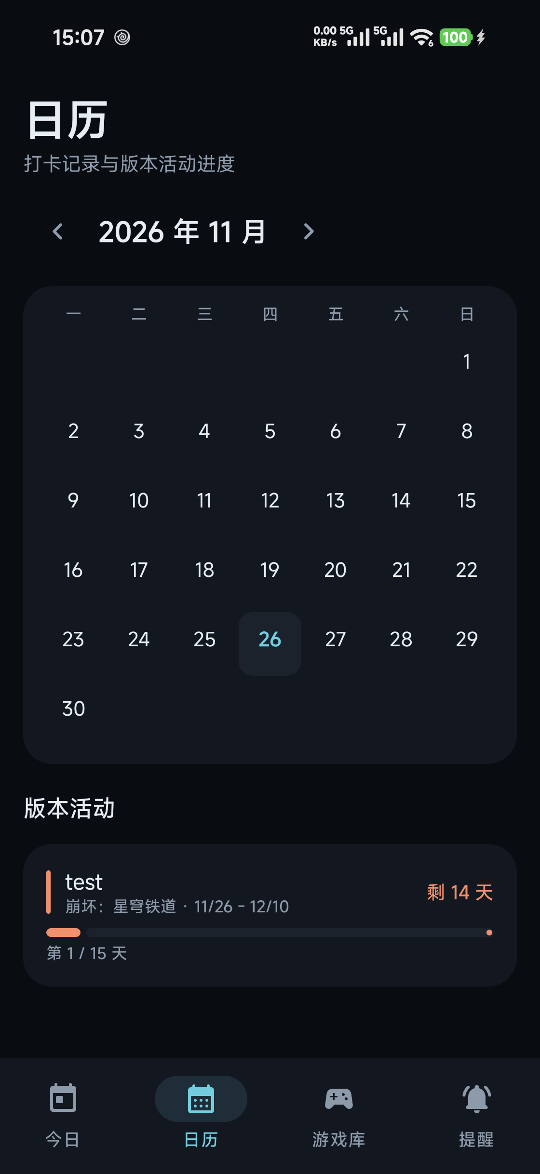 15:07 0.00 KB/s 5G 5G 6 100
日历
打卡记录与版本活动进度
2026 年 11 月
一 二 三 四 五 六 日
1
2 3 4 5 6 7 8
9 10 11 12 13 14 15
16 17 18 19 20 21 22
23 24 25 26 27 28 29
30
版本活动
test
崩坏：星穹铁道 · 11/26 - 12/10
剩 14 天
第 1 / 15 天
今日 日历 游戏库 提醒